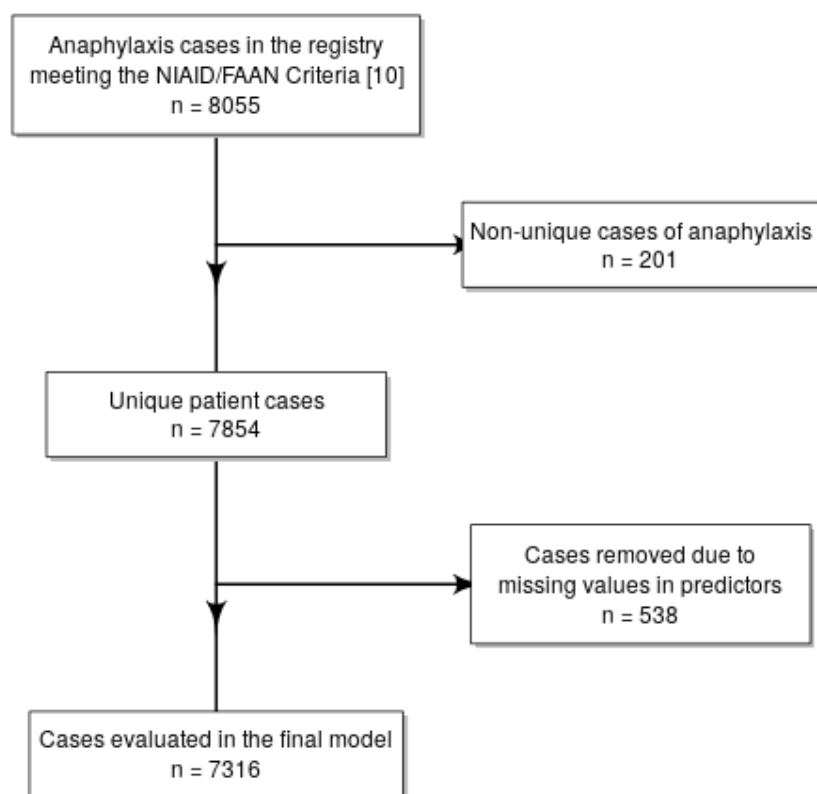 Anaphylaxis cases in the registry
meeting the NIAID/FAAN Criteria [10]
n = 8055
Non-unique cases of anaphylaxis
n = 201
Unique patient cases
n = 7854
Cases removed due to
missing values in predictors
n = 538
Cases evaluated in the final model
n = 7316